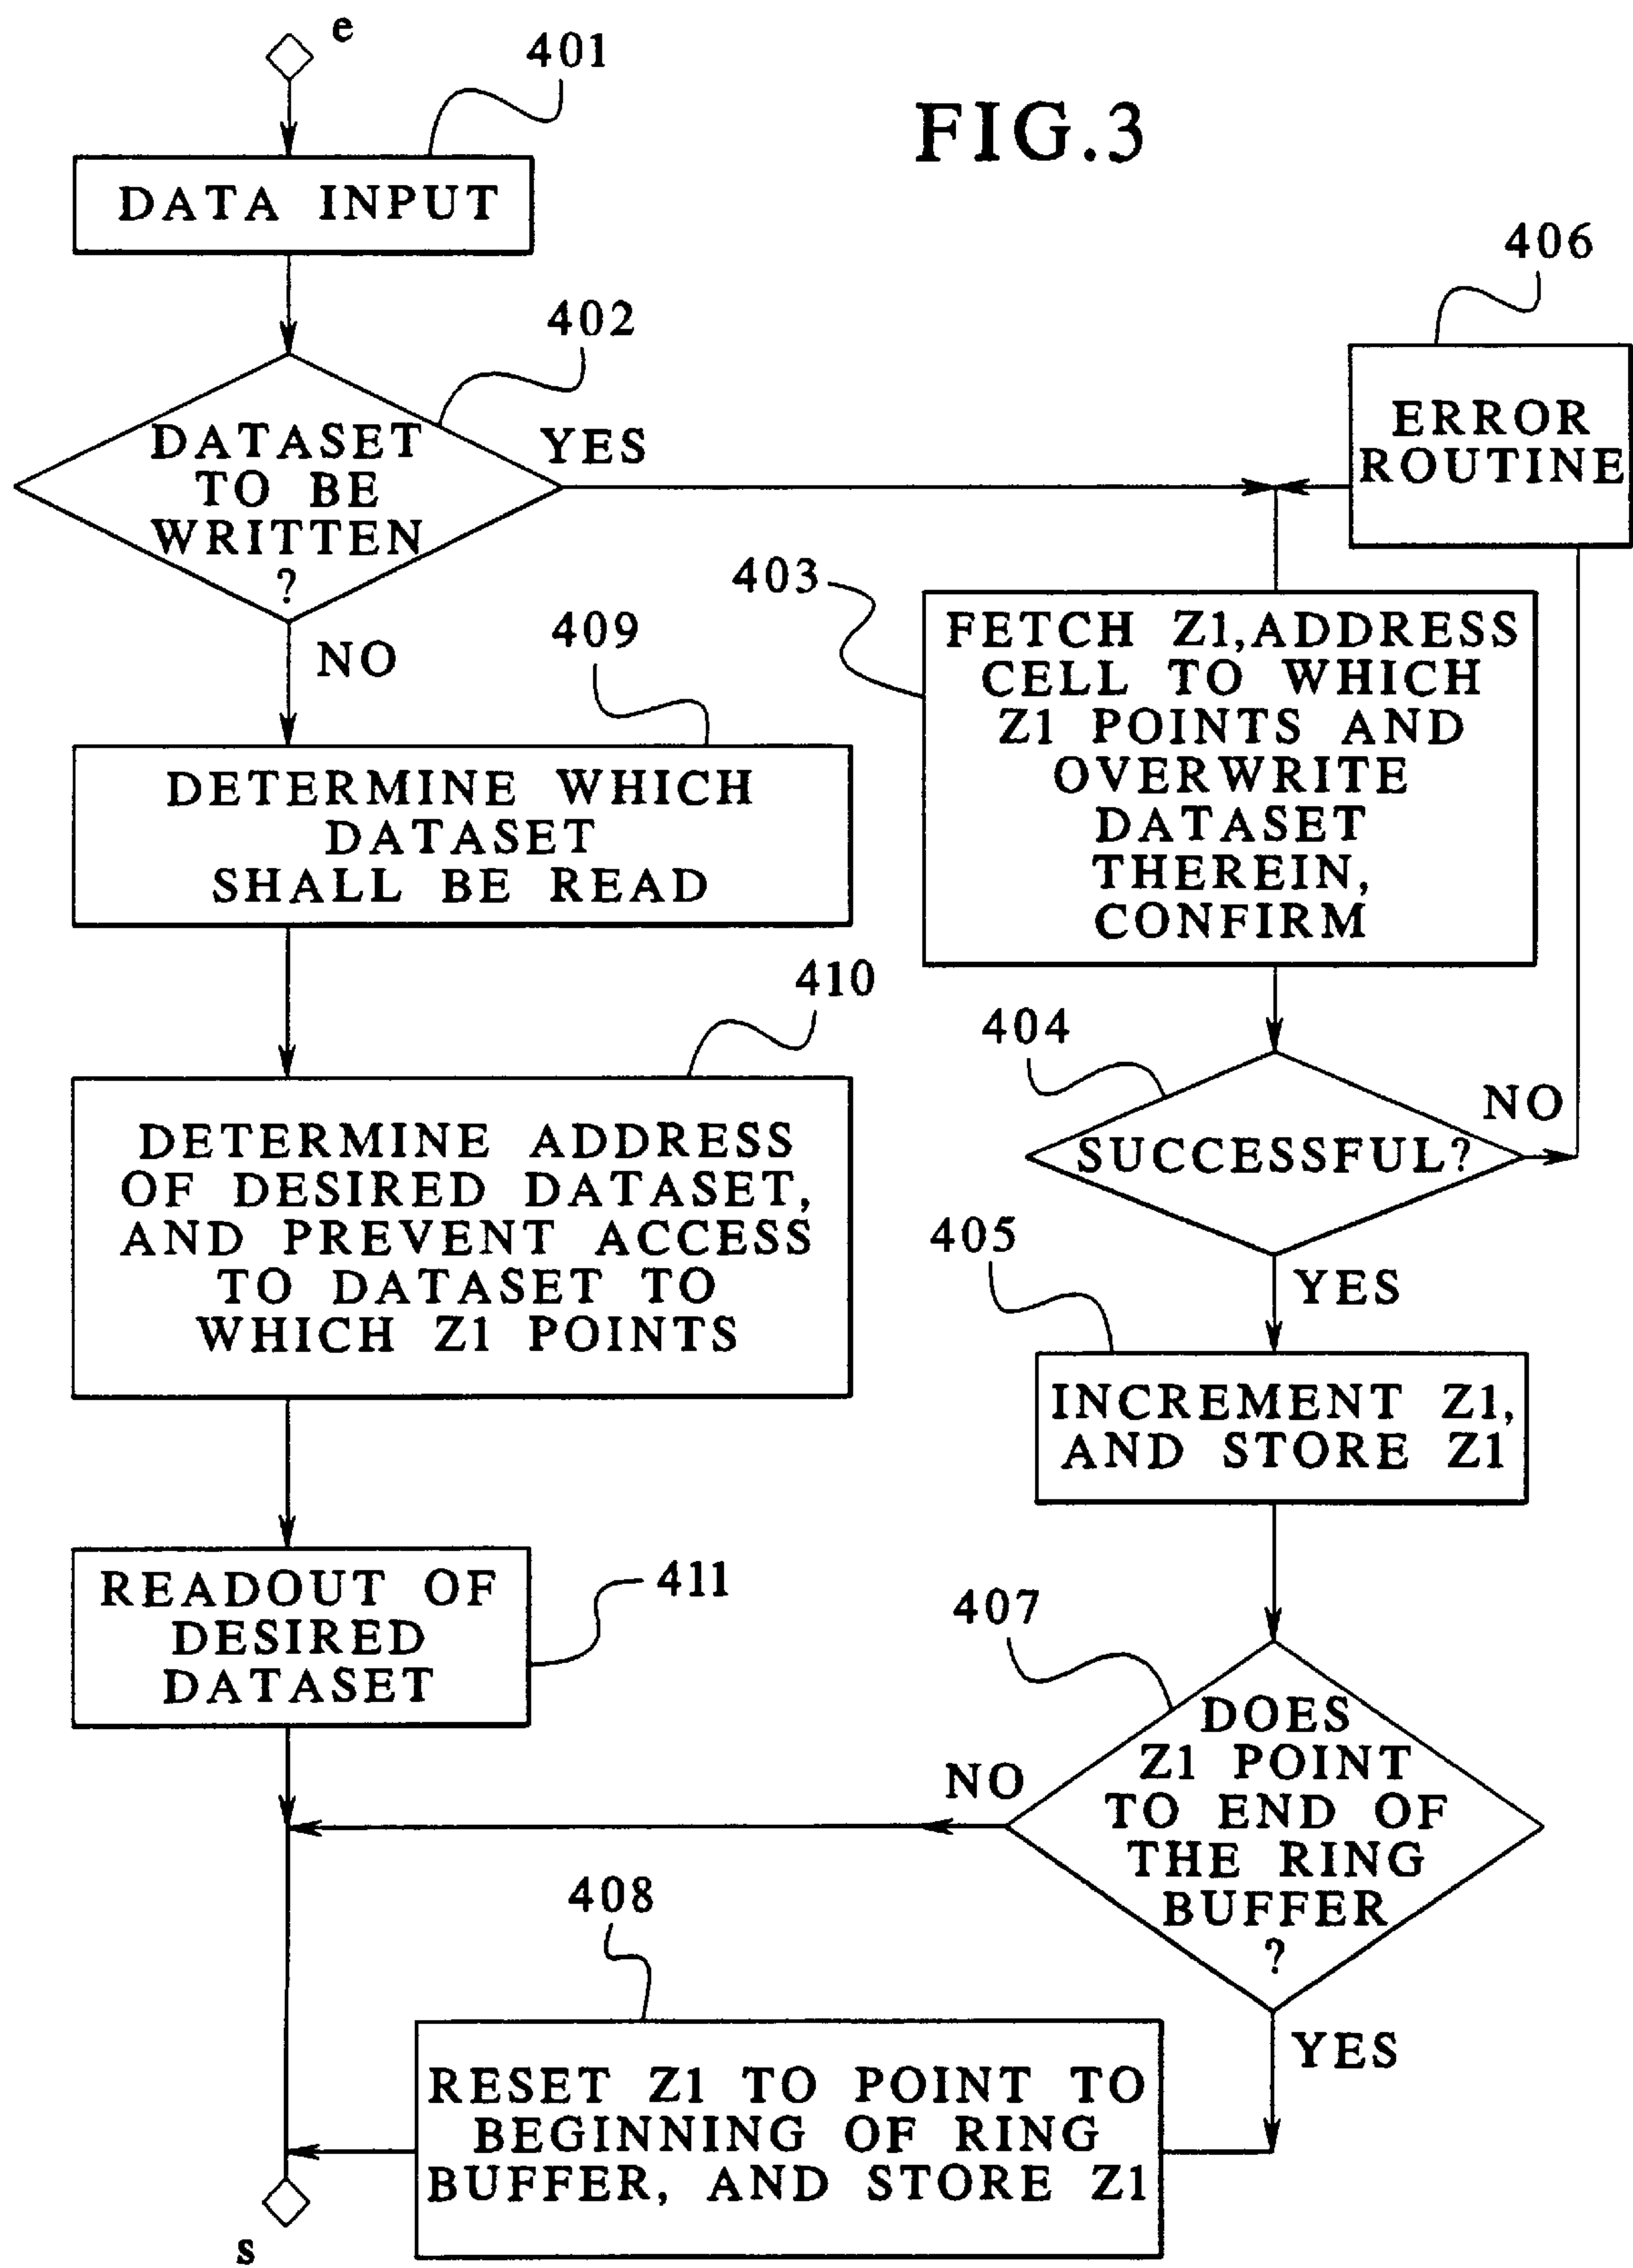 e
401
FIG.3
DATA INPUT
406
402
ERROR
ROUTINE
DATASET
TO BE
WRITTEN
?
YES
403
409
NO
FETCH Z1,ADDRESS
CELL TO WHICH
Z1 POINTS AND
OVERWRITE
DATASET
THEREIN,
CONFIRM
DETERMINE WHICH
DATASET
SHALL BE READ
410
404
NO
SUCCESSFUL?
DETERMINE ADDRESS
OF DESIRED DATASET,
AND PREVENT ACCESS
TO DATASET TO
WHICH Z1 POINTS
405
YES
INCREMENT Z1,
AND STORE Z1
READOUT OF
DESIRED
DATASET
411
407
DOES
Z1 POINT
TO END OF
THE RING
BUFFER
?
NO
408
YES
RESET Z1 TO POINT TO
BEGINNING OF RING
BUFFER, AND STORE Z1
s